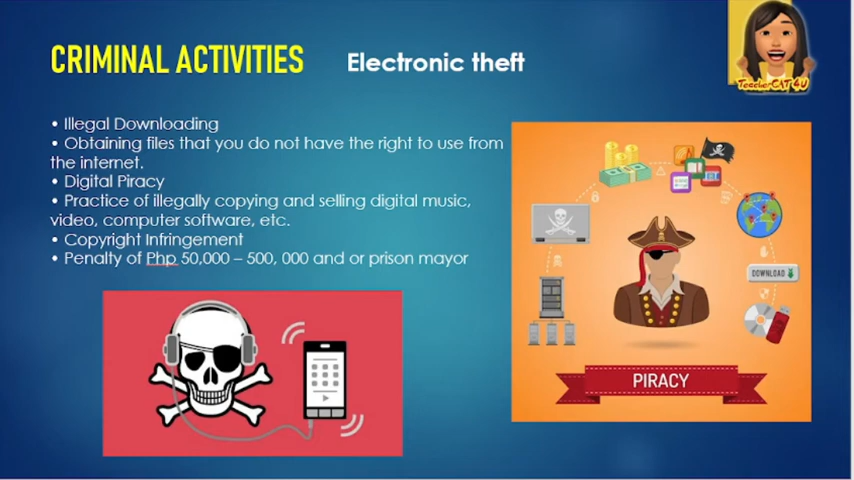 CRIMINAL ACTIVITIES Electronic theft
TeacherCAT 4U
• Illegal Downloading
• Obtaining files that you do not have the right to use from
the internet.
• Digital Piracy
• Practice of illegally copying and selling digital music,
video, computer software, etc.
• Copyright Infringement
• Penalty of Php 50,000 – 500, 000 and or prison mayor
DOWNLOAD
PIRACY